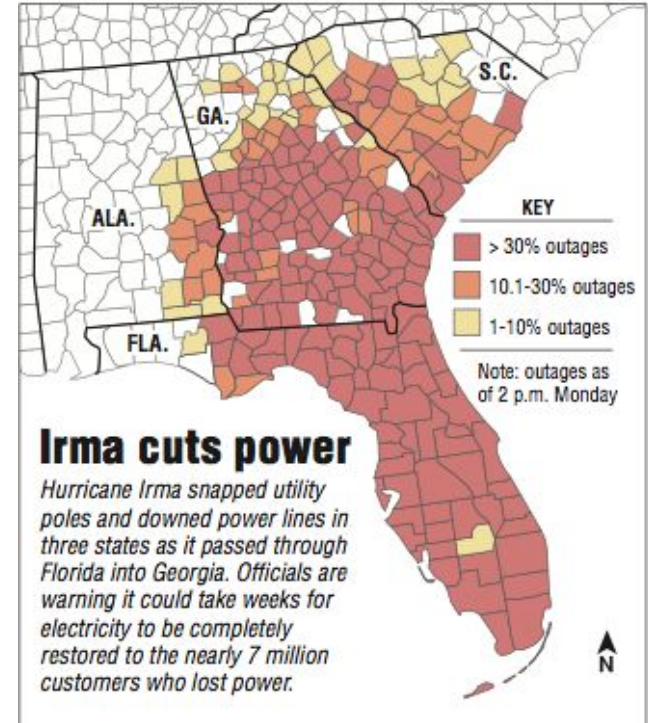 S.C.
GA.
ALA.
FLA.
KEY
> 30% outages
10.1-30% outages
1-10% outages
Note: outages as
of 2 p.m. Monday
Irma cuts power
Hurricane Irma snapped utility
poles and downed power lines in
three states as it passed through
Florida into Georgia. Officials are
warning it could take weeks for
electricity to be completely
restored to the nearly 7 million
customers who lost power.
N